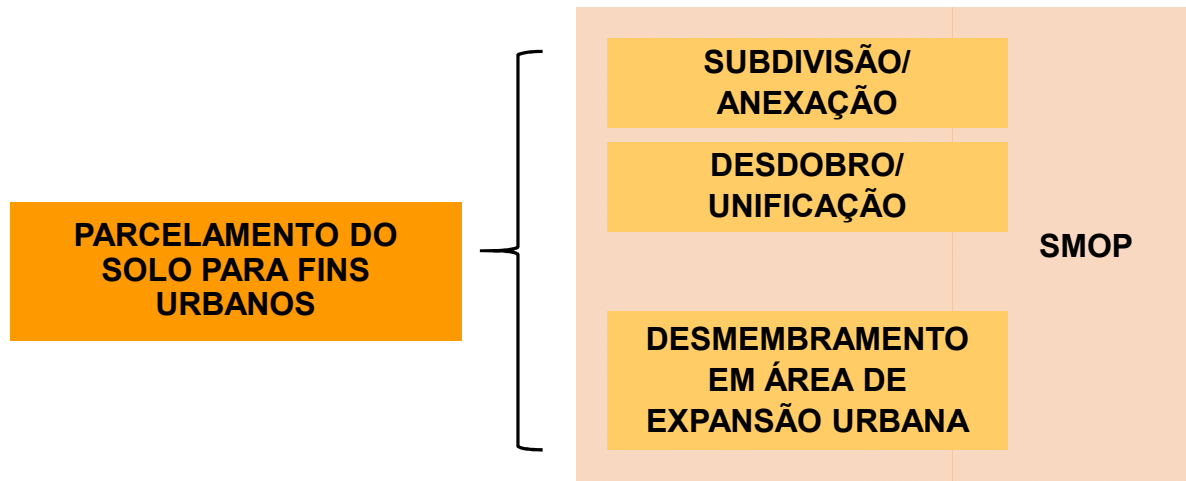 PARCELAMENTO DO
SOLO PARA FINS
URBANOS
SUBDIVISÃO/
ANEXAÇÃO
DESDOBRO/
UNIFICAÇÃO
DESMEMBRAMENTO
EM ÁREA DE
EXPANSÃO URBANA
SMOP